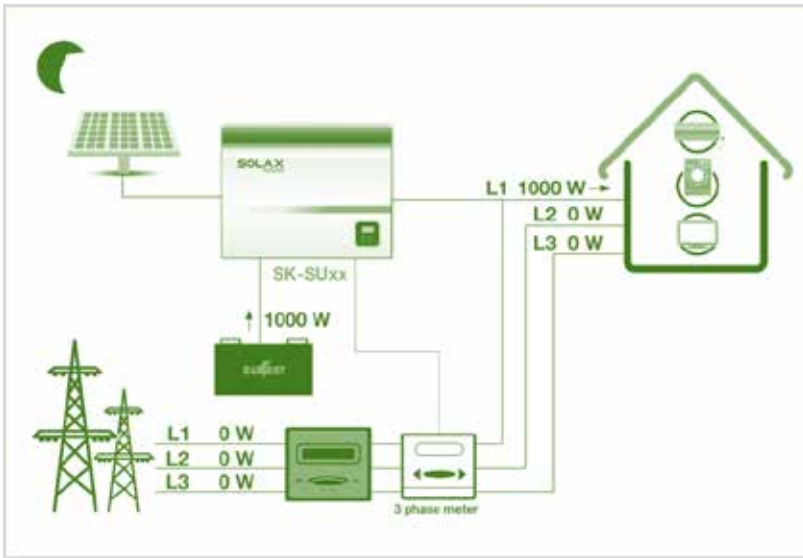 SOLAX
L1 1000 W
L2 0 W
L3 0 W
SK-SUxx
1000 W
L1 0 W
L2 0 W
L3 0 W
3 phase meter